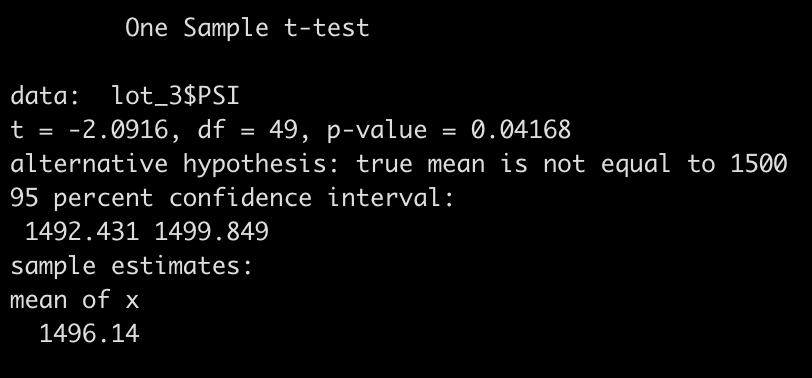 One Sample t-test
data:  lot_3$PSI
t = -2.0916, df = 49, p-value = 0.04168
alternative hypothesis: true mean is not equal to 1500
95 percent confidence interval:
1492.431 1499.849
sample estimates:
mean of x
1496.14